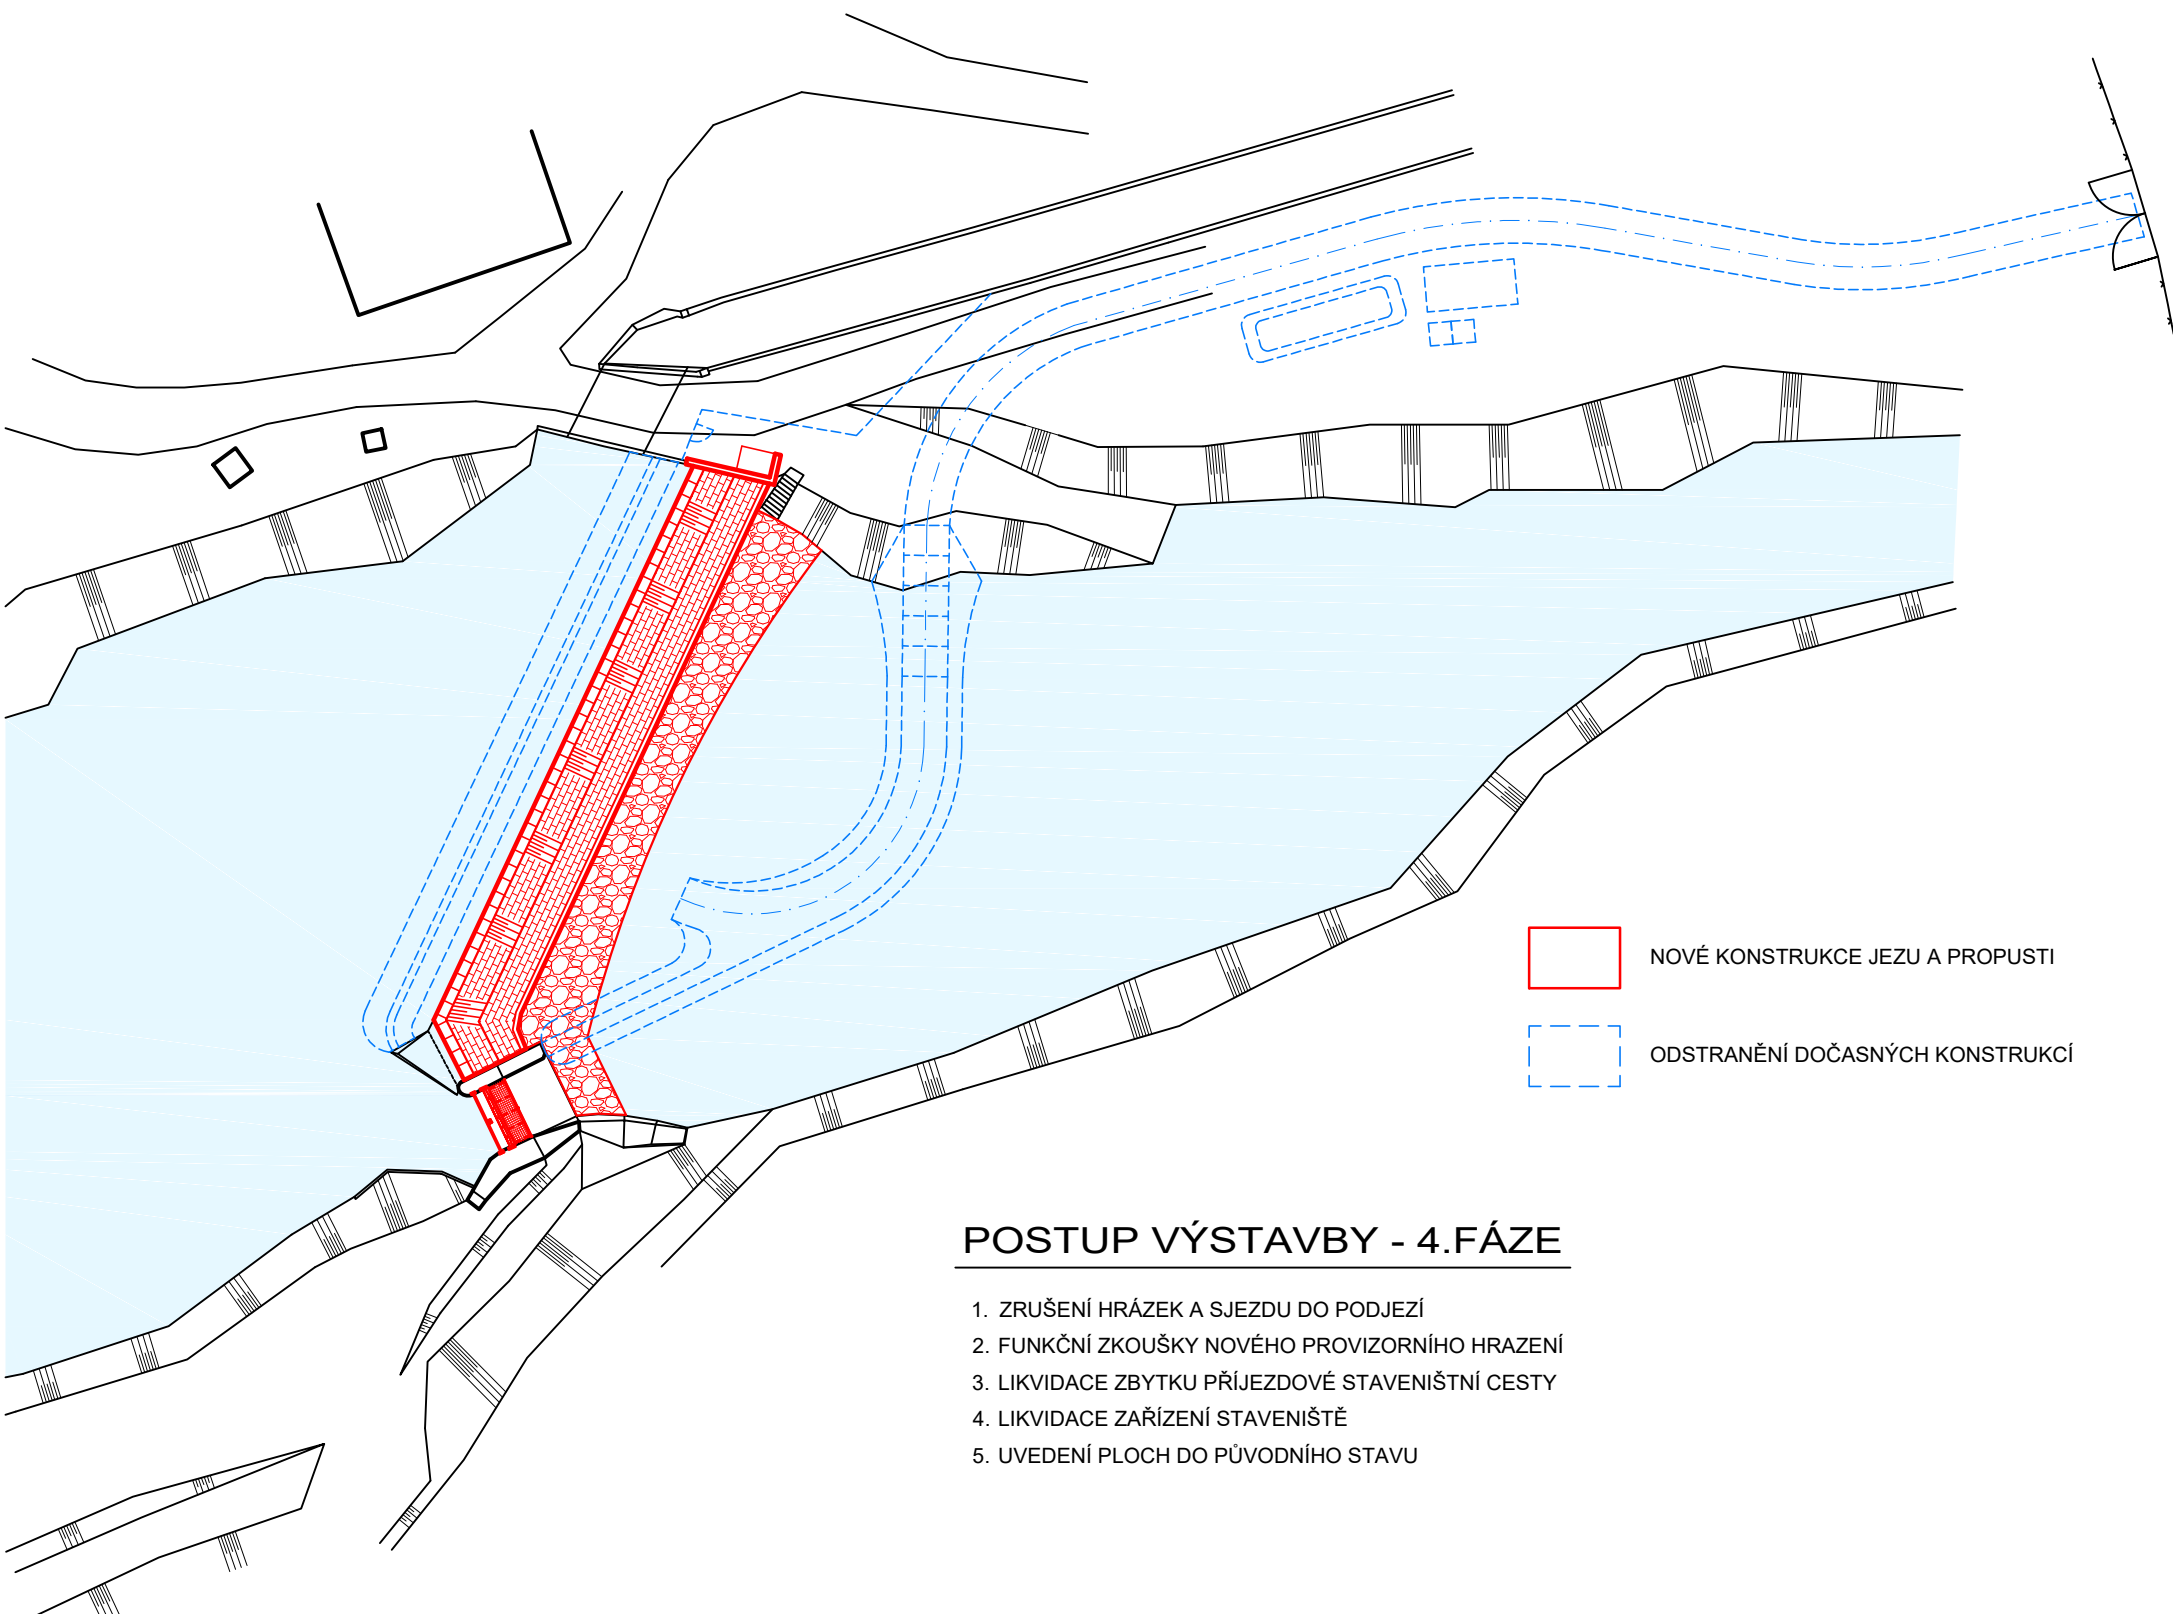 NOVÉ KONSTRUKCE JEZU A PROPUSTI
ODSTRANĚNÍ DOČASNÝCH KONSTRUKCÍ
POSTUP VÝSTAVBY - 4.FÁZE
1. ZRUŠENÍ HRÁZEK A SJEZDU DO PODJEZÍ
2. FUNKČNÍ ZKOUŠKY NOVÉHO PROVIZORNÍHO HRAZENÍ
3. LIKVIDACE ZBYTKU PŘÍJEZDOVÉ STAVENIŠTNÍ CESTY
4. LIKVIDACE ZAŘÍZENÍ STAVENIŠTĚ
5. UVEDENÍ PLOCH DO PŮVODNÍHO STAVU